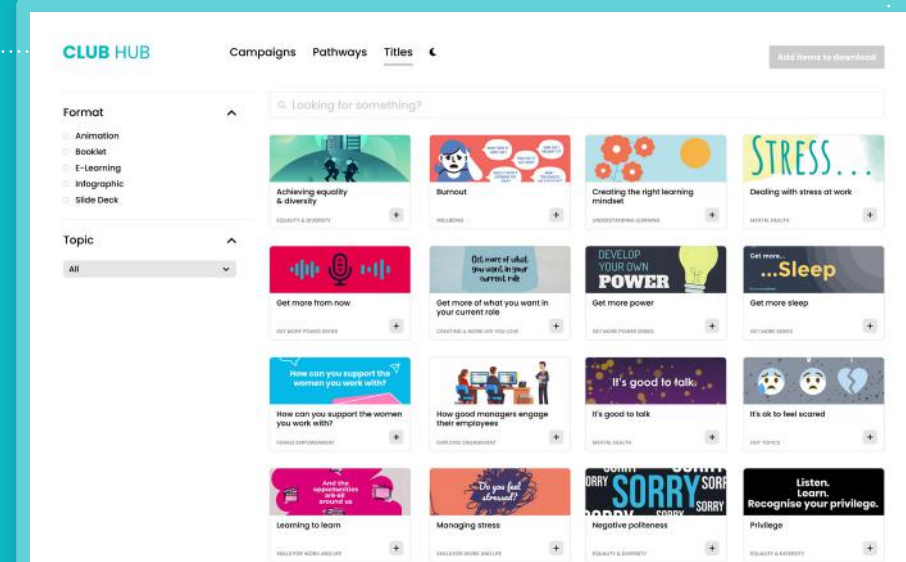 CLUB HUB
Campaigns Pathways Titles
Add items to download
Format
Animation
Booklet
E-Learning
Infographic
Slide Deck
Topic
All
Looking for something?
Achieving equality
& diversity
EQUALITY & DIVERSITY
Burnout
WELLBEING
Creating the right learning
mindset
UNDERSTANDING LEARNING
STRESS...
Dealing with stress at work
MENTAL HEALTH
Get more from now
GET MORE POWER SERIES
Get more of what
you want in your
current role
Get more of what you want in
your current role
CREATING A WORK LIFE YOU LOVE
DEVELOP
YOUR OWN
POWER
Get more power
GET MORE POWER SERIES
Get more...
...Sleep
Get more sleep
GET MORE SERIES
How can you support the
women you work with?
How can you support the women
you work with?
FEMALE EMPOWERMENT
How good managers engage
their employees
EMPLOYEE ENGAGEMENT
It's good to talk.
It's good to talk
MENTAL HEALTH
It's ok to feel scared
HOT TOPICS
And the
opportunities
are all
around us
Learning to learn
SKILLS FOR WORK AND LIFE
Do you feel
stressed?
Managing stress
SKILLS FOR WORK AND LIFE
SORRY
ORRY SORRY SORR
SORRY SORRY
SORRY SORRY
Negative politeness
EQUALITY & DIVERSITY
Listen.
Learn.
Recognise your privilege.
Privilege
EQUALITY & DIVERSITY